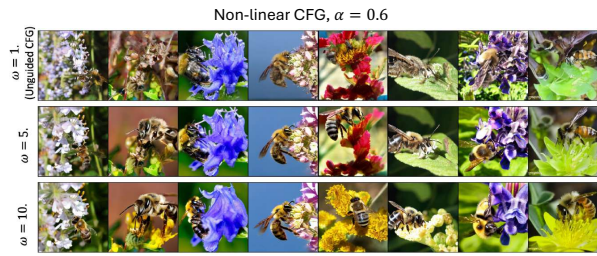 Non-linear CFG, α = 0.6
ω = 1.
(Unguided CFG)
ω = 5.
ω = 10.